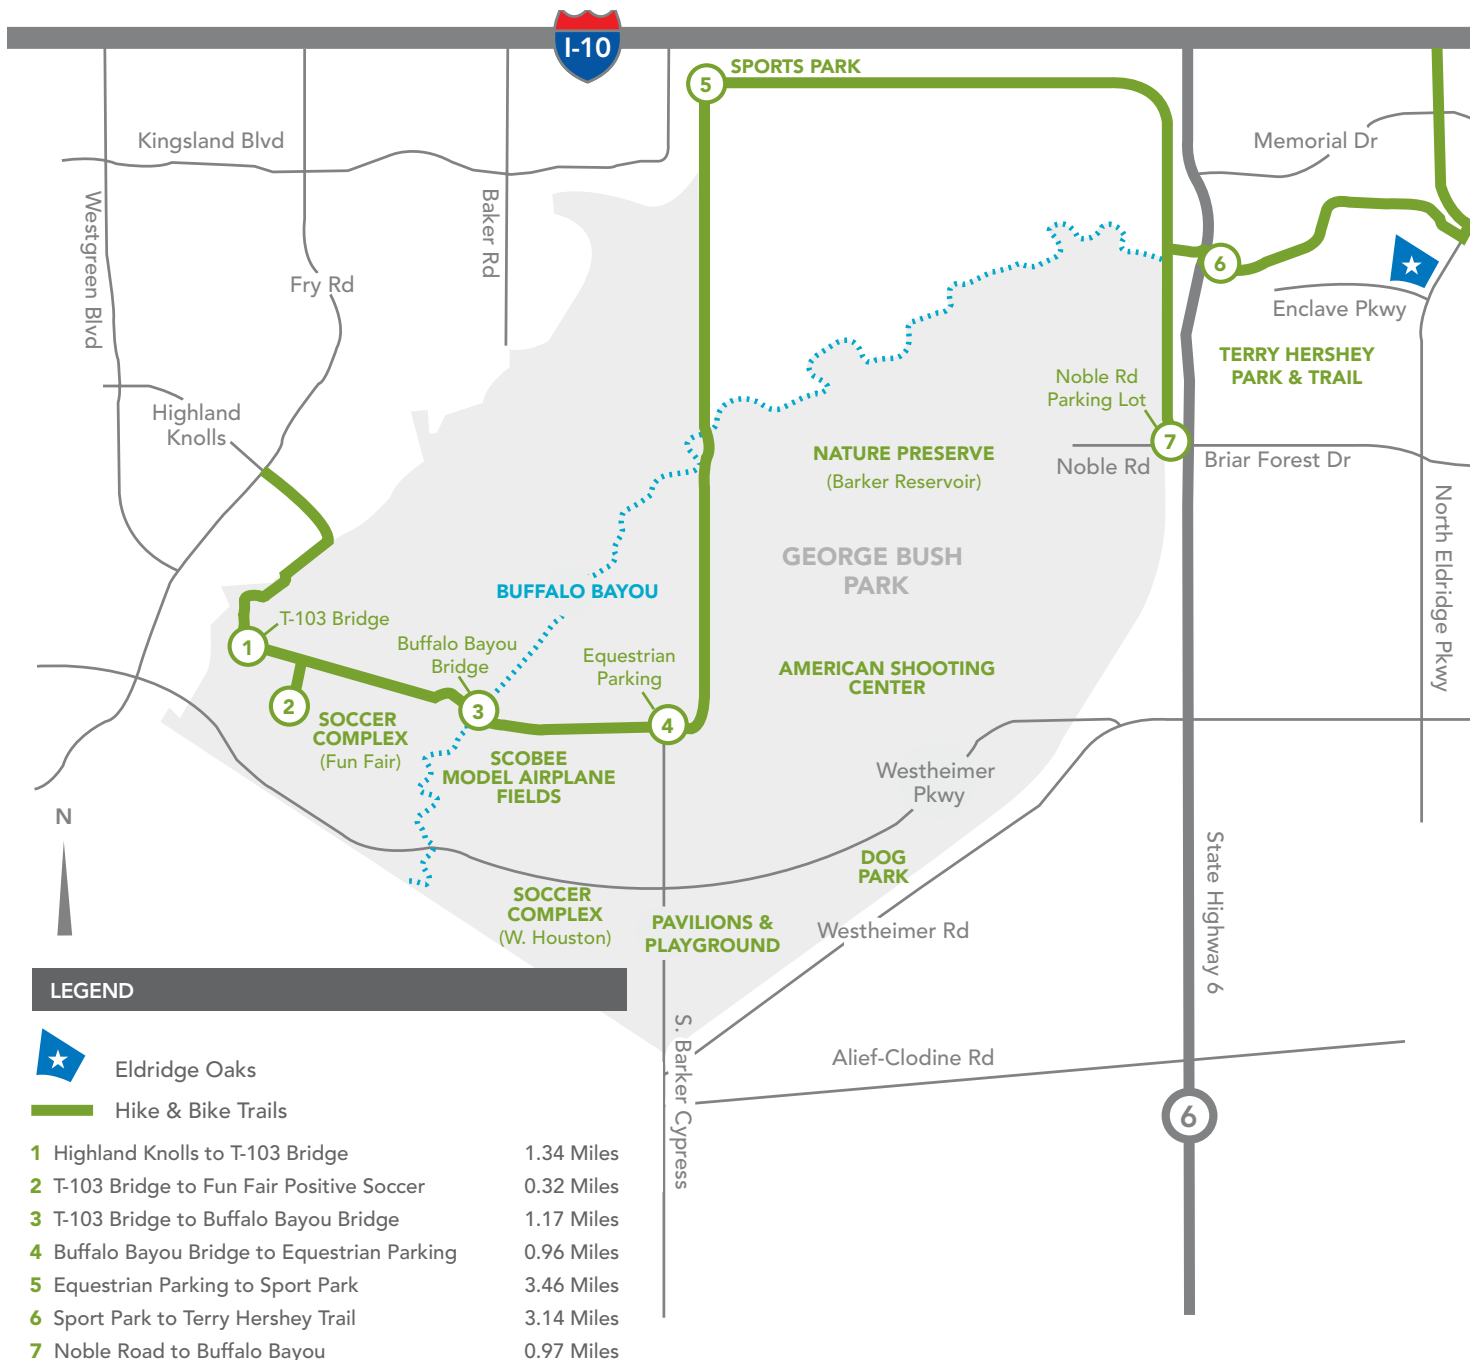 I-10
5 SPORTS PARK
Kingsland Blvd
Memorial Dr
Westgreen Blvd
Baker Rd
Fry Rd
6
Enclave Pkwy
TERRY HERSHEY
PARK & TRAIL
Noble Rd
Parking Lot
Highland
Knolls
7
NATURE PRESERVE
(Barker Reservoir)
Noble Rd
Briar Forest Dr
North Eldridge Pkwy
GEORGE BUSH
PARK
BUFFALO BAYOU
T-103 Bridge
1
Buffalo Bayou
Bridge
Equestrian
Parking
AMERICAN SHOOTING
CENTER
2
3
4
SOCCER
COMPLEX
(Fun Fair)
SCOBEE
MODEL AIRPLANE
FIELDS
Westheimer
Pkwy
N
State Highway 6
DOG
PARK
SOCCER
COMPLEX
(W. Houston)
PAVILIONS &
PLAYGROUND
Westheimer Rd
S. Barker Cypress
Alief-Clodine Rd
6
LEGEND
Eldridge Oaks
Hike & Bike Trails
1 Highland Knolls to T-103 Bridge 1.34 Miles
2 T-103 Bridge to Fun Fair Positive Soccer 0.32 Miles
3 T-103 Bridge to Buffalo Bayou Bridge 1.17 Miles
4 Buffalo Bayou Bridge to Equestrian Parking 0.96 Miles
5 Equestrian Parking to Sport Park 3.46 Miles
6 Sport Park to Terry Hershey Trail 3.14 Miles
7 Noble Road to Buffalo Bayou 0.97 Miles